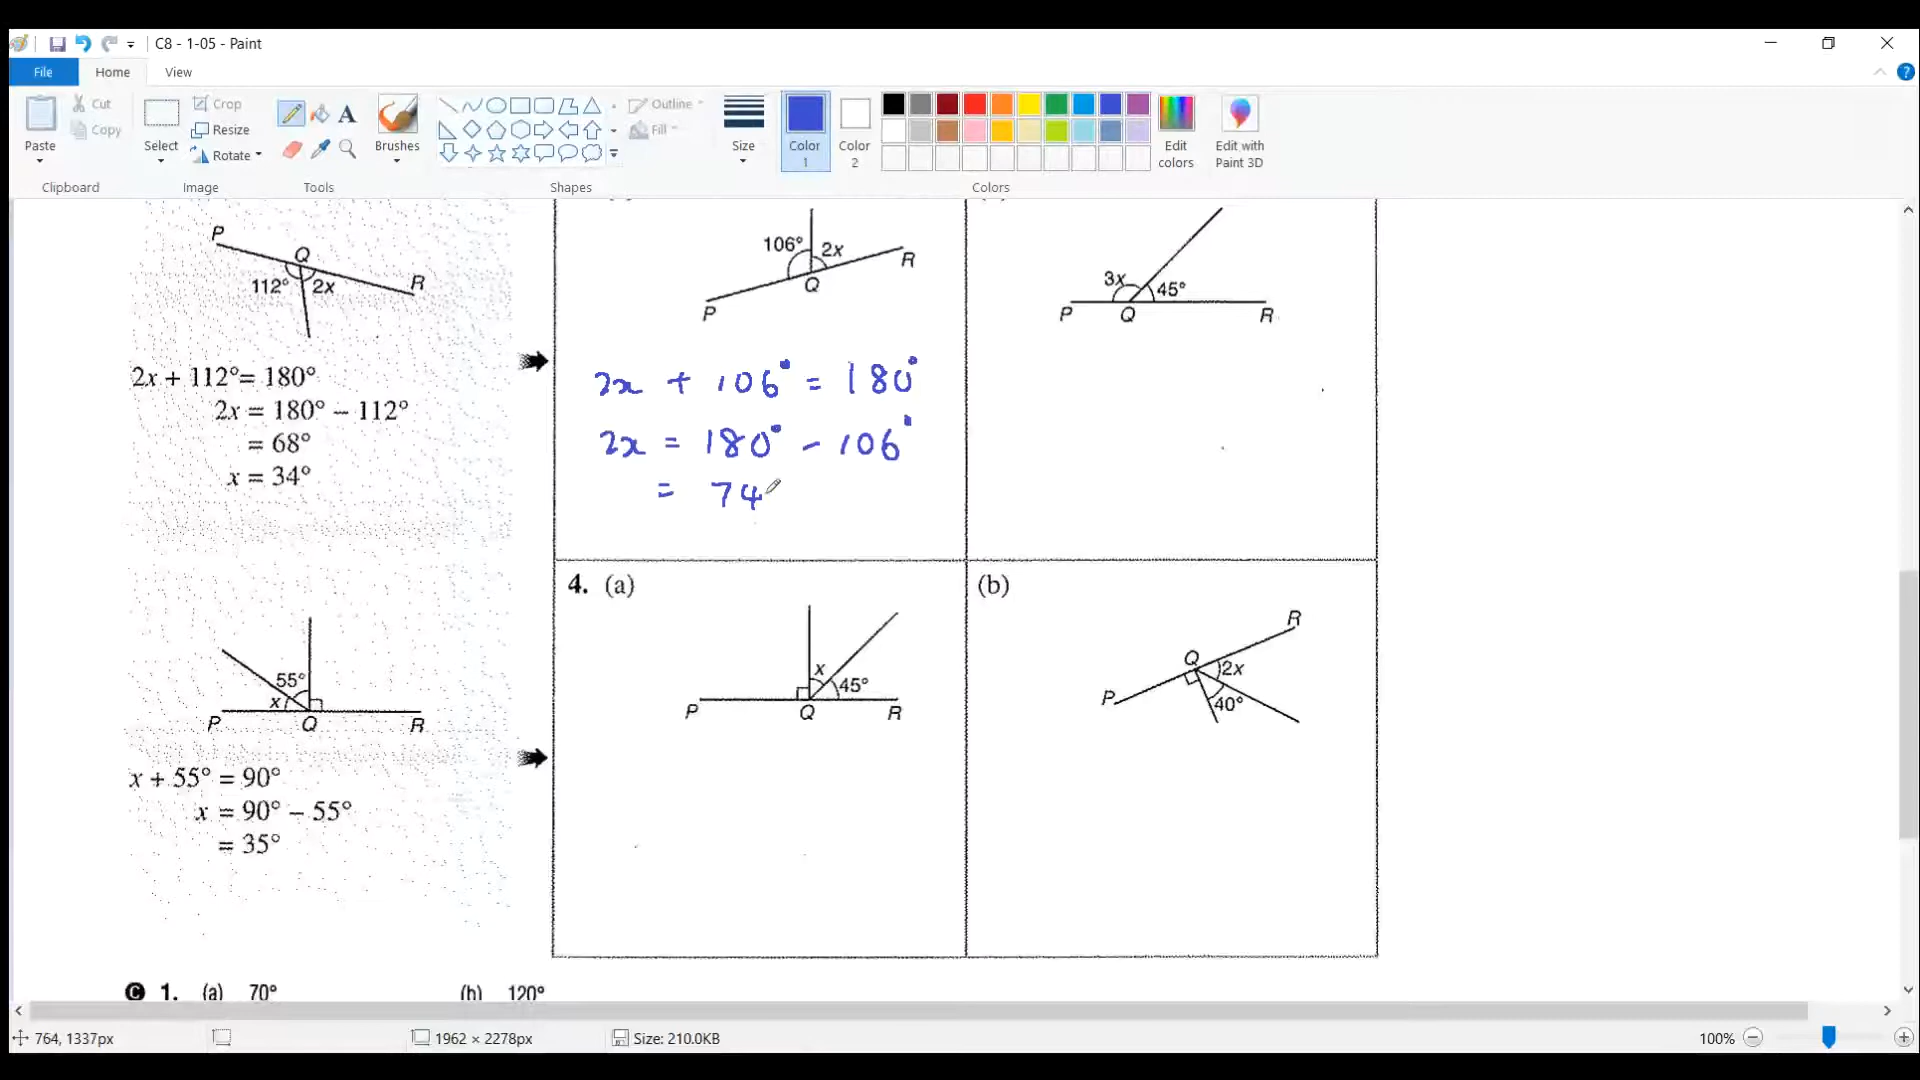 C8 - 1-05 - Paint
File
Home
View
Paste
Cut
Copy
Select
Crop
Resize
Rotate
A
Brushes
Outline
Fill
Size
Color
1
Color
2
Edit
colors
Edit with
Paint 3D
Clipboard
Image
Tools
Shapes
Colors
P
Q
R
112°
2x
2x + 112°= 180°
2x = 180° – 112°
= 68°
x = 34°
106°
2x
R
Q
P
2x + 106° = 180°
2x = 180° - 106°
= 74
3x
45°
P
Q
R
55°
x
P
Q
R
x + 55° = 90°
x = 90° – 55°
= 35°
4. (a)
x
45°
P
Q
R
(b)
R
Q
2x
P
40°
C 1. (a) 70° (b) 120°
764, 1337px
1962 × 2278px
Size: 210.0KB
100%